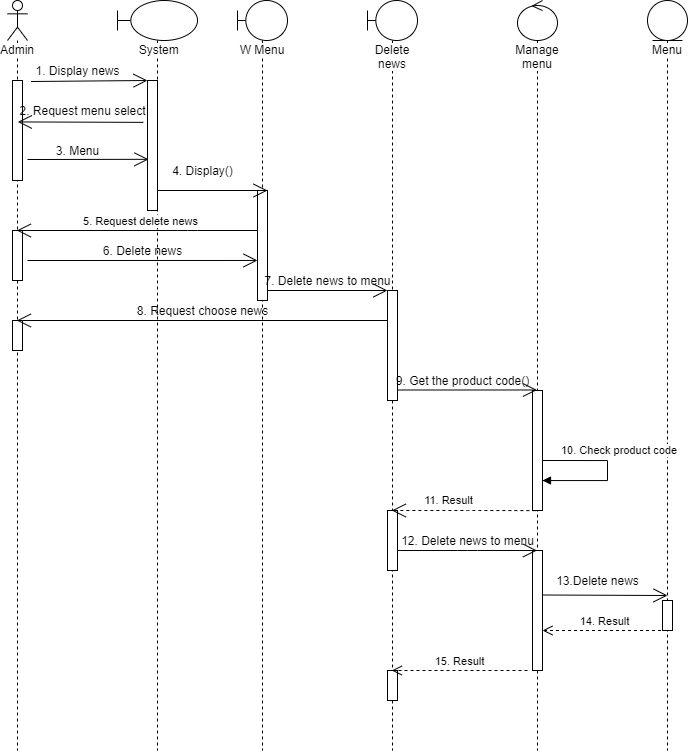 Admin
System
W Menu
Delete
news
Manage
menu
Menu
1. Display news
2. Request menu select
3. Menu
4. Display()
5. Request delete news
6. Delete news
7. Delete news to menu
8. Request choose news
9. Get the product code()
10. Check product code
11. Result
12. Delete news to menu
13.Delete news
14. Result
15. Result